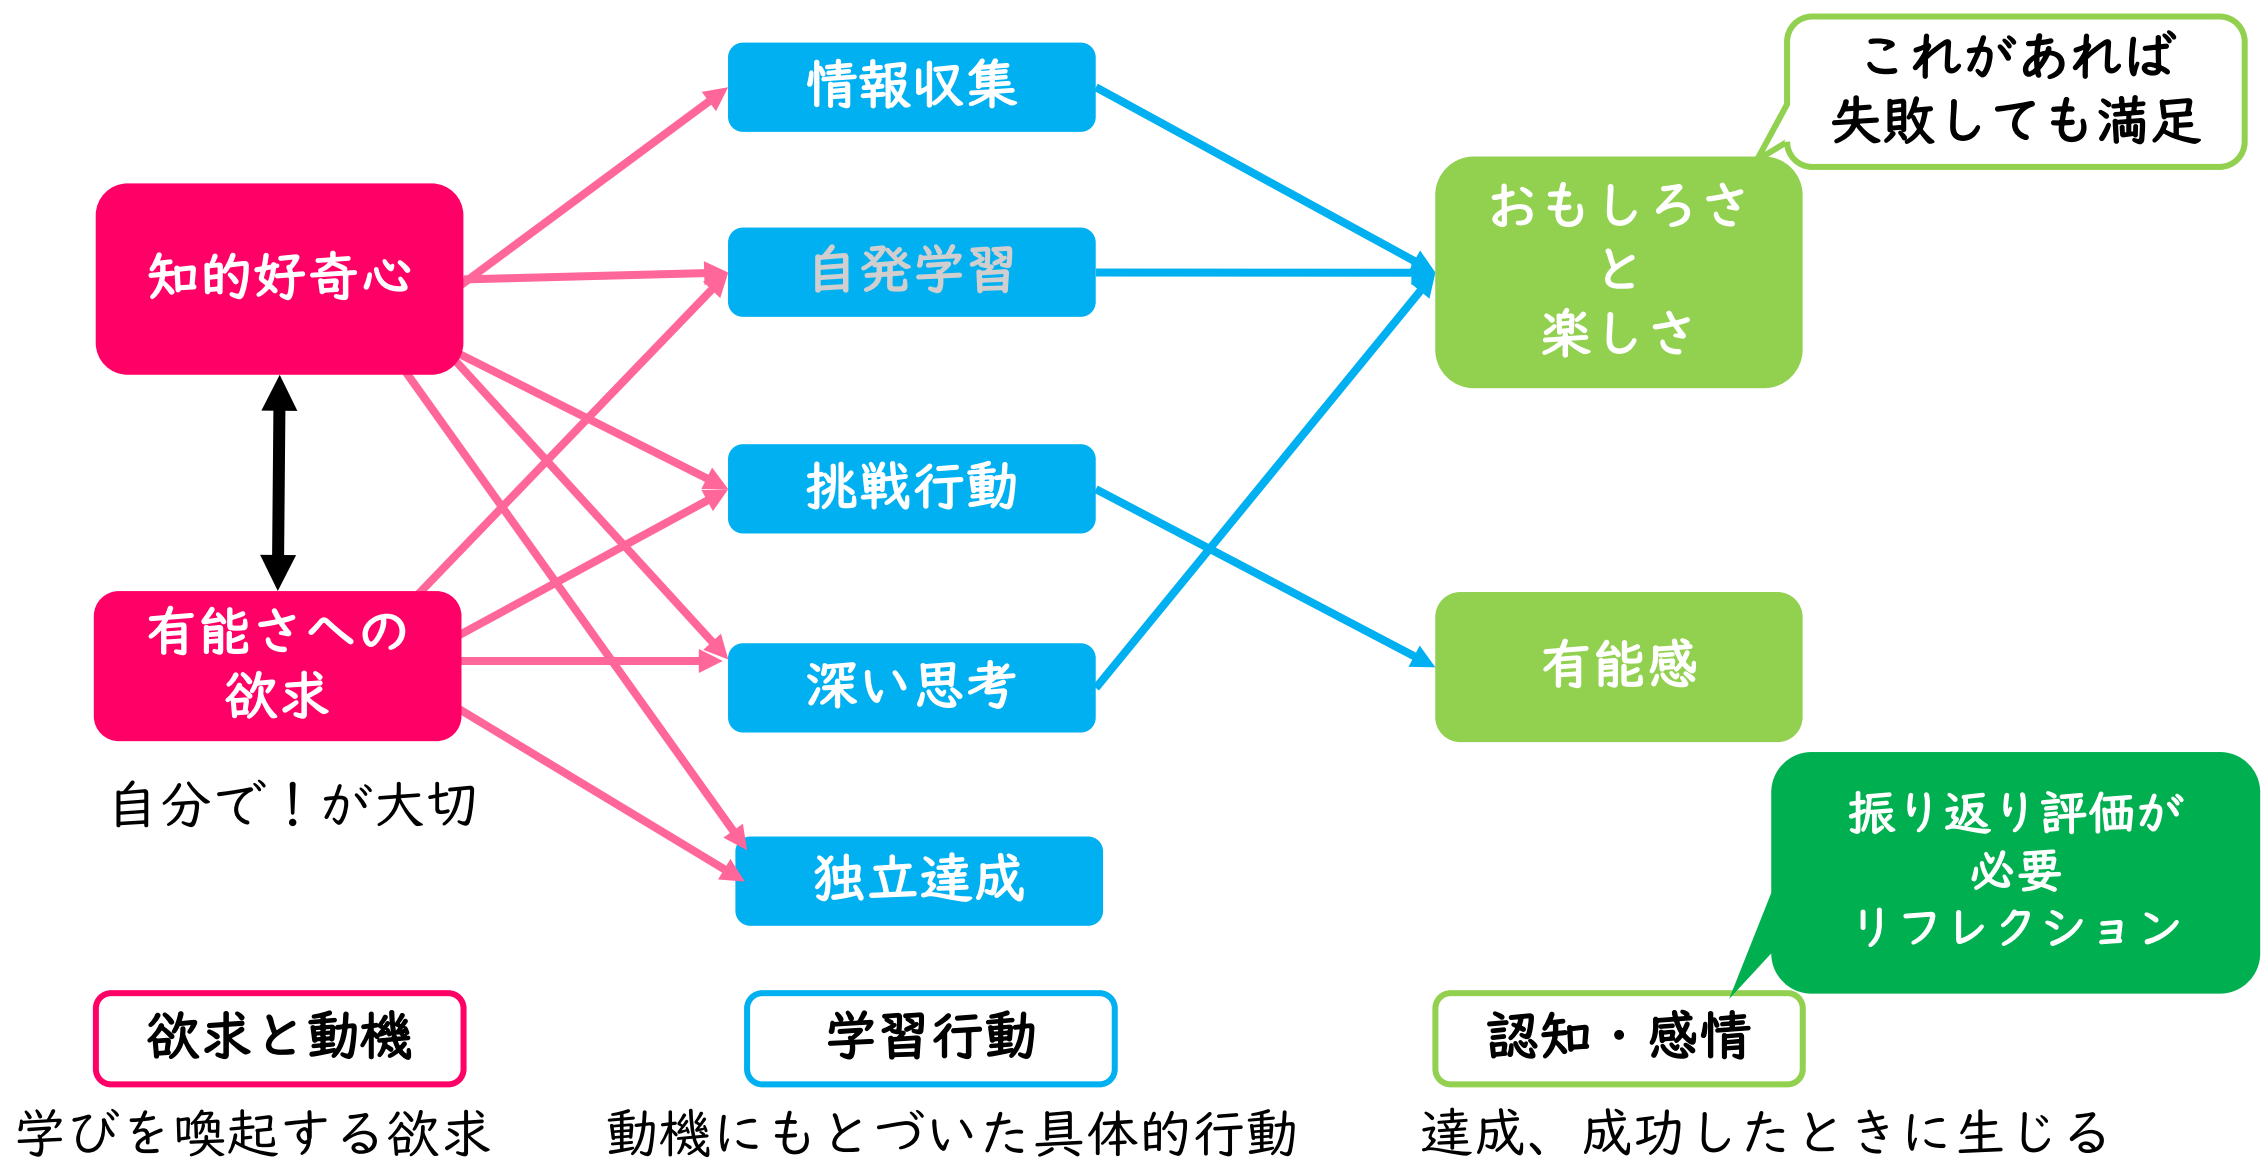 これがあれば
失敗しても満足
情報収集
自発学習
挑戦行動
深い思考
独立達成
知的好奇心
有能さへの
欲求
自分で！が大切
おもしろさ
と
楽しさ
有能感
振り返り評価が
必要
リフレクション
欲求と動機
学習行動
認知・感情
学びを喚起する欲求
動機にもとづいた具体的行動
達成、成功したときに生じる